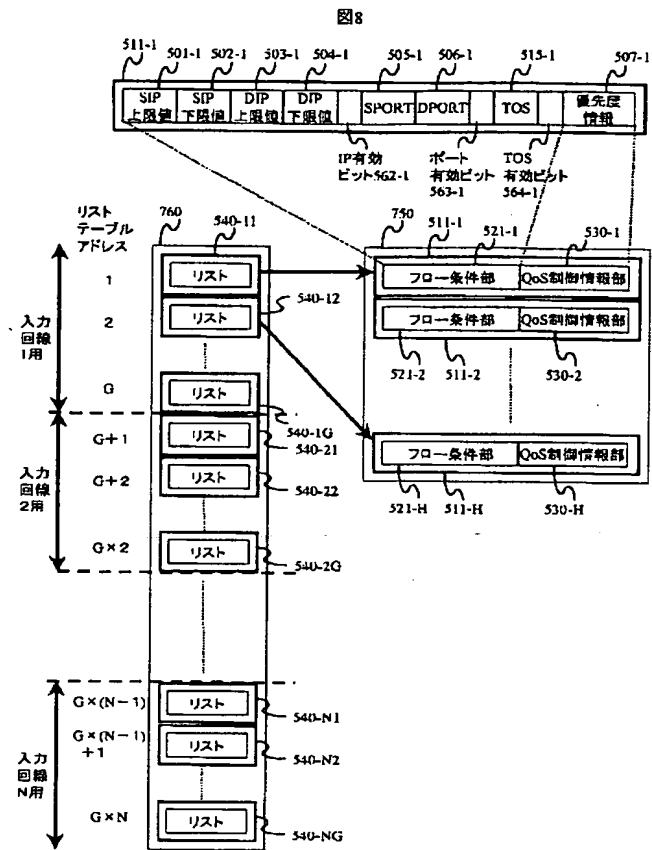 図8
511-1
501-1
502-1
503-1
504-1
505-1
506-1
515-1
507-1
SIP
上限値
SIP
下限値
DIP
上限値
DIP
下限値
SPORT
DPORT
TOS
優先度
情報
IP有効
ビット562-1
ポート
有効ビット
563-1
TOS
有効ビット
564-1
リスト
テーブル
アドレス
760
540-11
750
511-1
521-1
530-1
入力
回線
1用
1
リスト
フロー条件部
QoS制御情報部
2
リスト
540-12
フロー条件部
QoS制御情報部
521-2
511-2
530-2
G
リスト
540-1G
入力
回線
2用
G+1
リスト
540-21
フロー条件部
QoS制御情報部
G+2
リスト
540-22
521-H
511-H
530-H
G×2
リスト
540-2G
入力
回線
N用
G×(N-1)
リスト
540-N1
G×(N-1)
+1
リスト
540-N2
G×N
リスト
540-NG